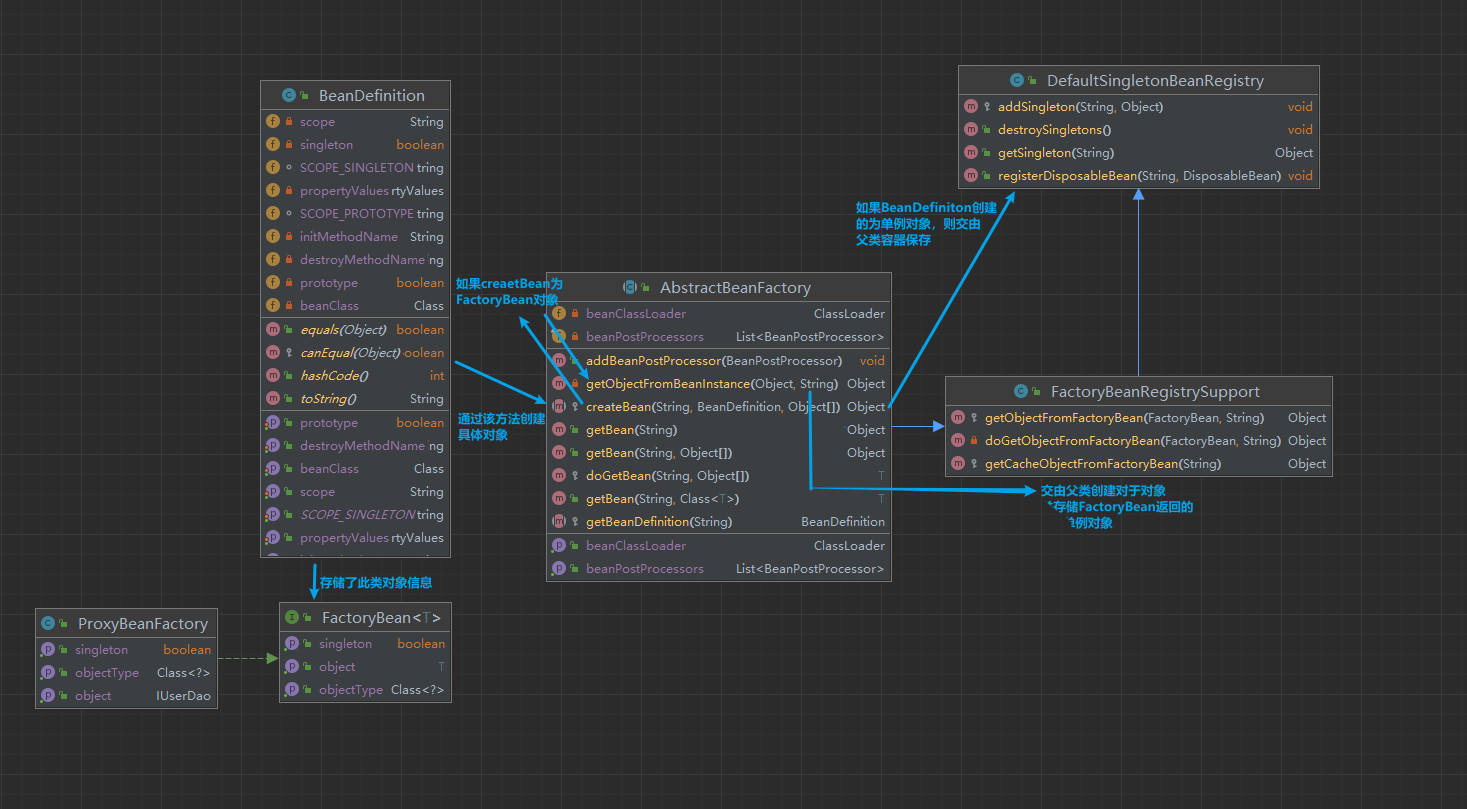 BeanDefinition
scope String
singleton boolean
SCOPE_SINGLETON tring
propertyValues rtyValues
SCOPE_PROTOTYPE tring
initMethodName String
destroyMethodName ng
prototype boolean
beanClass Class
equals(Object) boolean
canEqual(Object) oolean
hashCode() int
toString() String
prototype boolean
destroyMethodName ng
beanClass Class
scope String
SCOPE_SINGLETON tring
propertyValues rtyValues
存储了此类对象信息
ProxyBeanFactory
singleton boolean
objectType Class<?>
object IUserDao
FactoryBean<T>
singleton boolean
object T
objectType Class<?>
如果creaetBean为
FactoryBean对象
通过该方法创建
具体对象
AbstractBeanFactory
beanClassLoader ClassLoader
beanPostProcessors List<BeanPostProcessor>
addBeanPostProcessor(BeanPostProcessor) void
getObjectFromBeanInstance(Object, String) Object
createBean(String, BeanDefinition, Object[]) Object
getBean(String) Object
getBean(String, Object[]) Object
doGetBean(String, Object[]) T
getBean(String, Class<T>) T
getBeanDefinition(String) BeanDefinition
beanClassLoader ClassLoader
beanPostProcessors List<BeanPostProcessor>
如果BeanDefiniton创建
的为单例对象，则交由
父类容器保存
DefaultSingletonBeanRegistry
addSingleton(String, Object) void
destroySingletons() void
getSingleton(String) Object
registerDisposableBean(String, DisposableBean) void
FactoryBeanRegistrySupport
getObjectFromFactoryBean(FactoryBean, String) Object
doGetObjectFromFactoryBean(FactoryBean, String) Object
getCacheObjectFromFactoryBean(String) Object
交由父类创建对于对象
存储FactoryBean返回的
例对象